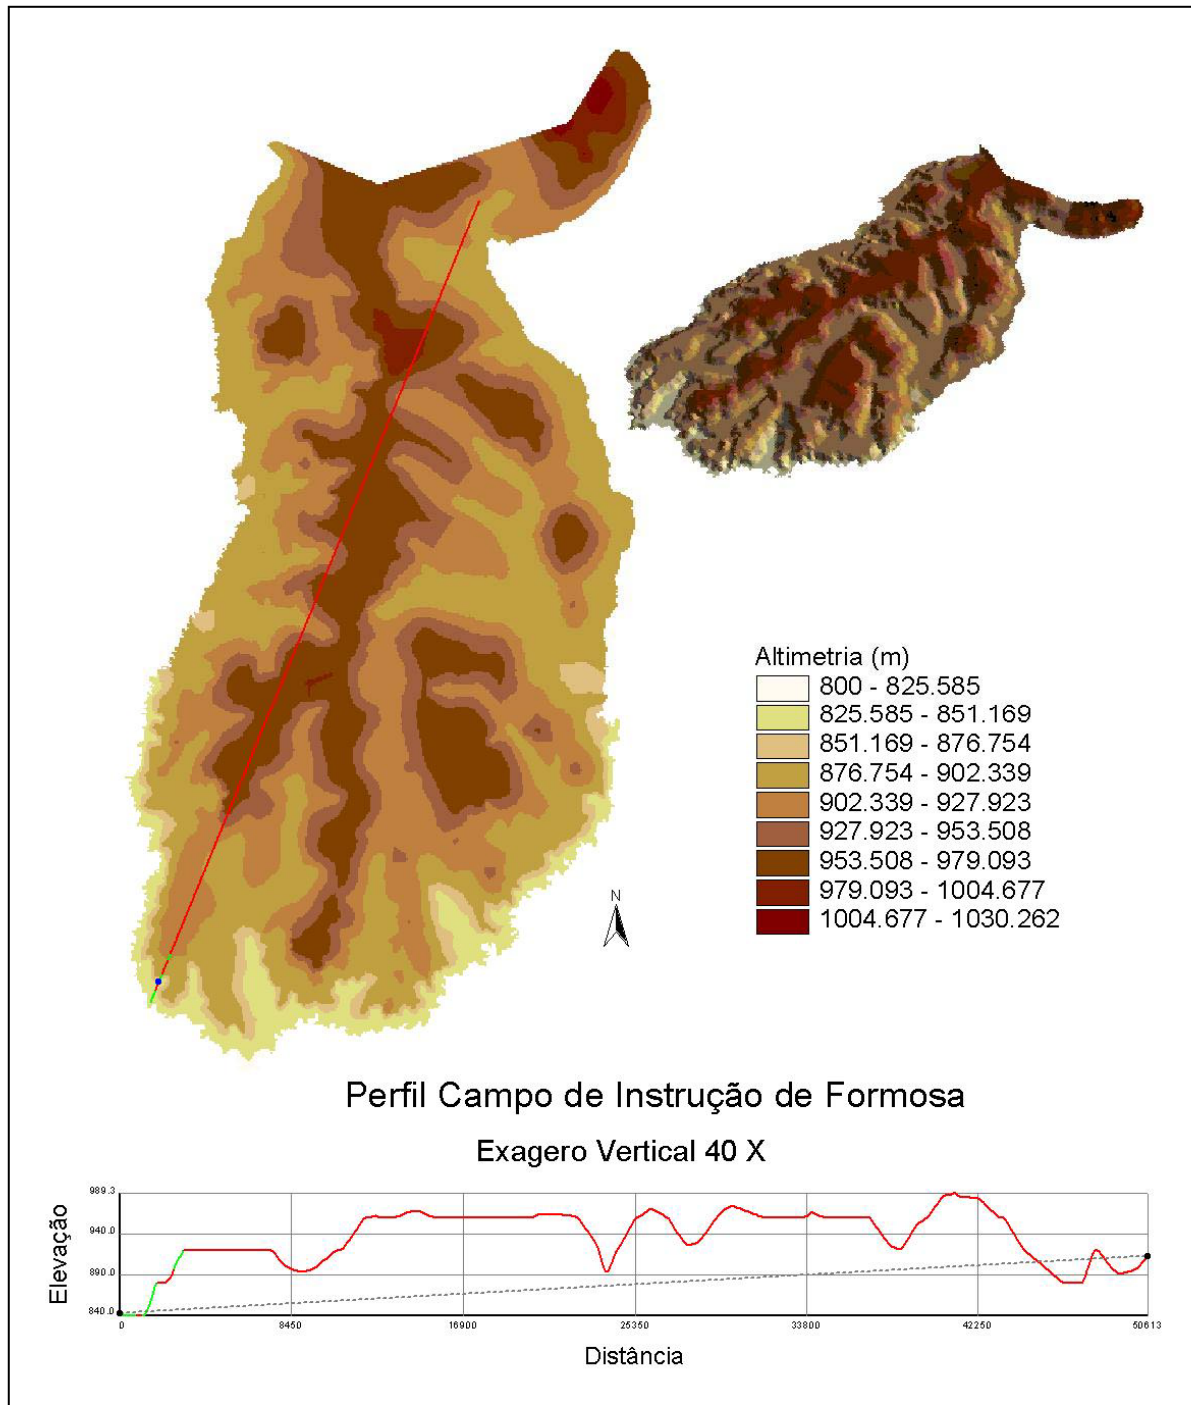 N
Altimetria (m)
800 - 825.585
825.585 - 851.169
851.169 - 876.754
876.754 - 902.339
902.339 - 927.923
927.923 - 953.508
953.508 - 979.093
979.093 - 1004.677
1004.677 - 1030.262
Perfil Campo de Instrução de Formosa
Exagero Vertical 40 X
Elevação
989.3
940.0
890.0
840.0
0 8450 16900 25350 33800 42250 50613
Distância